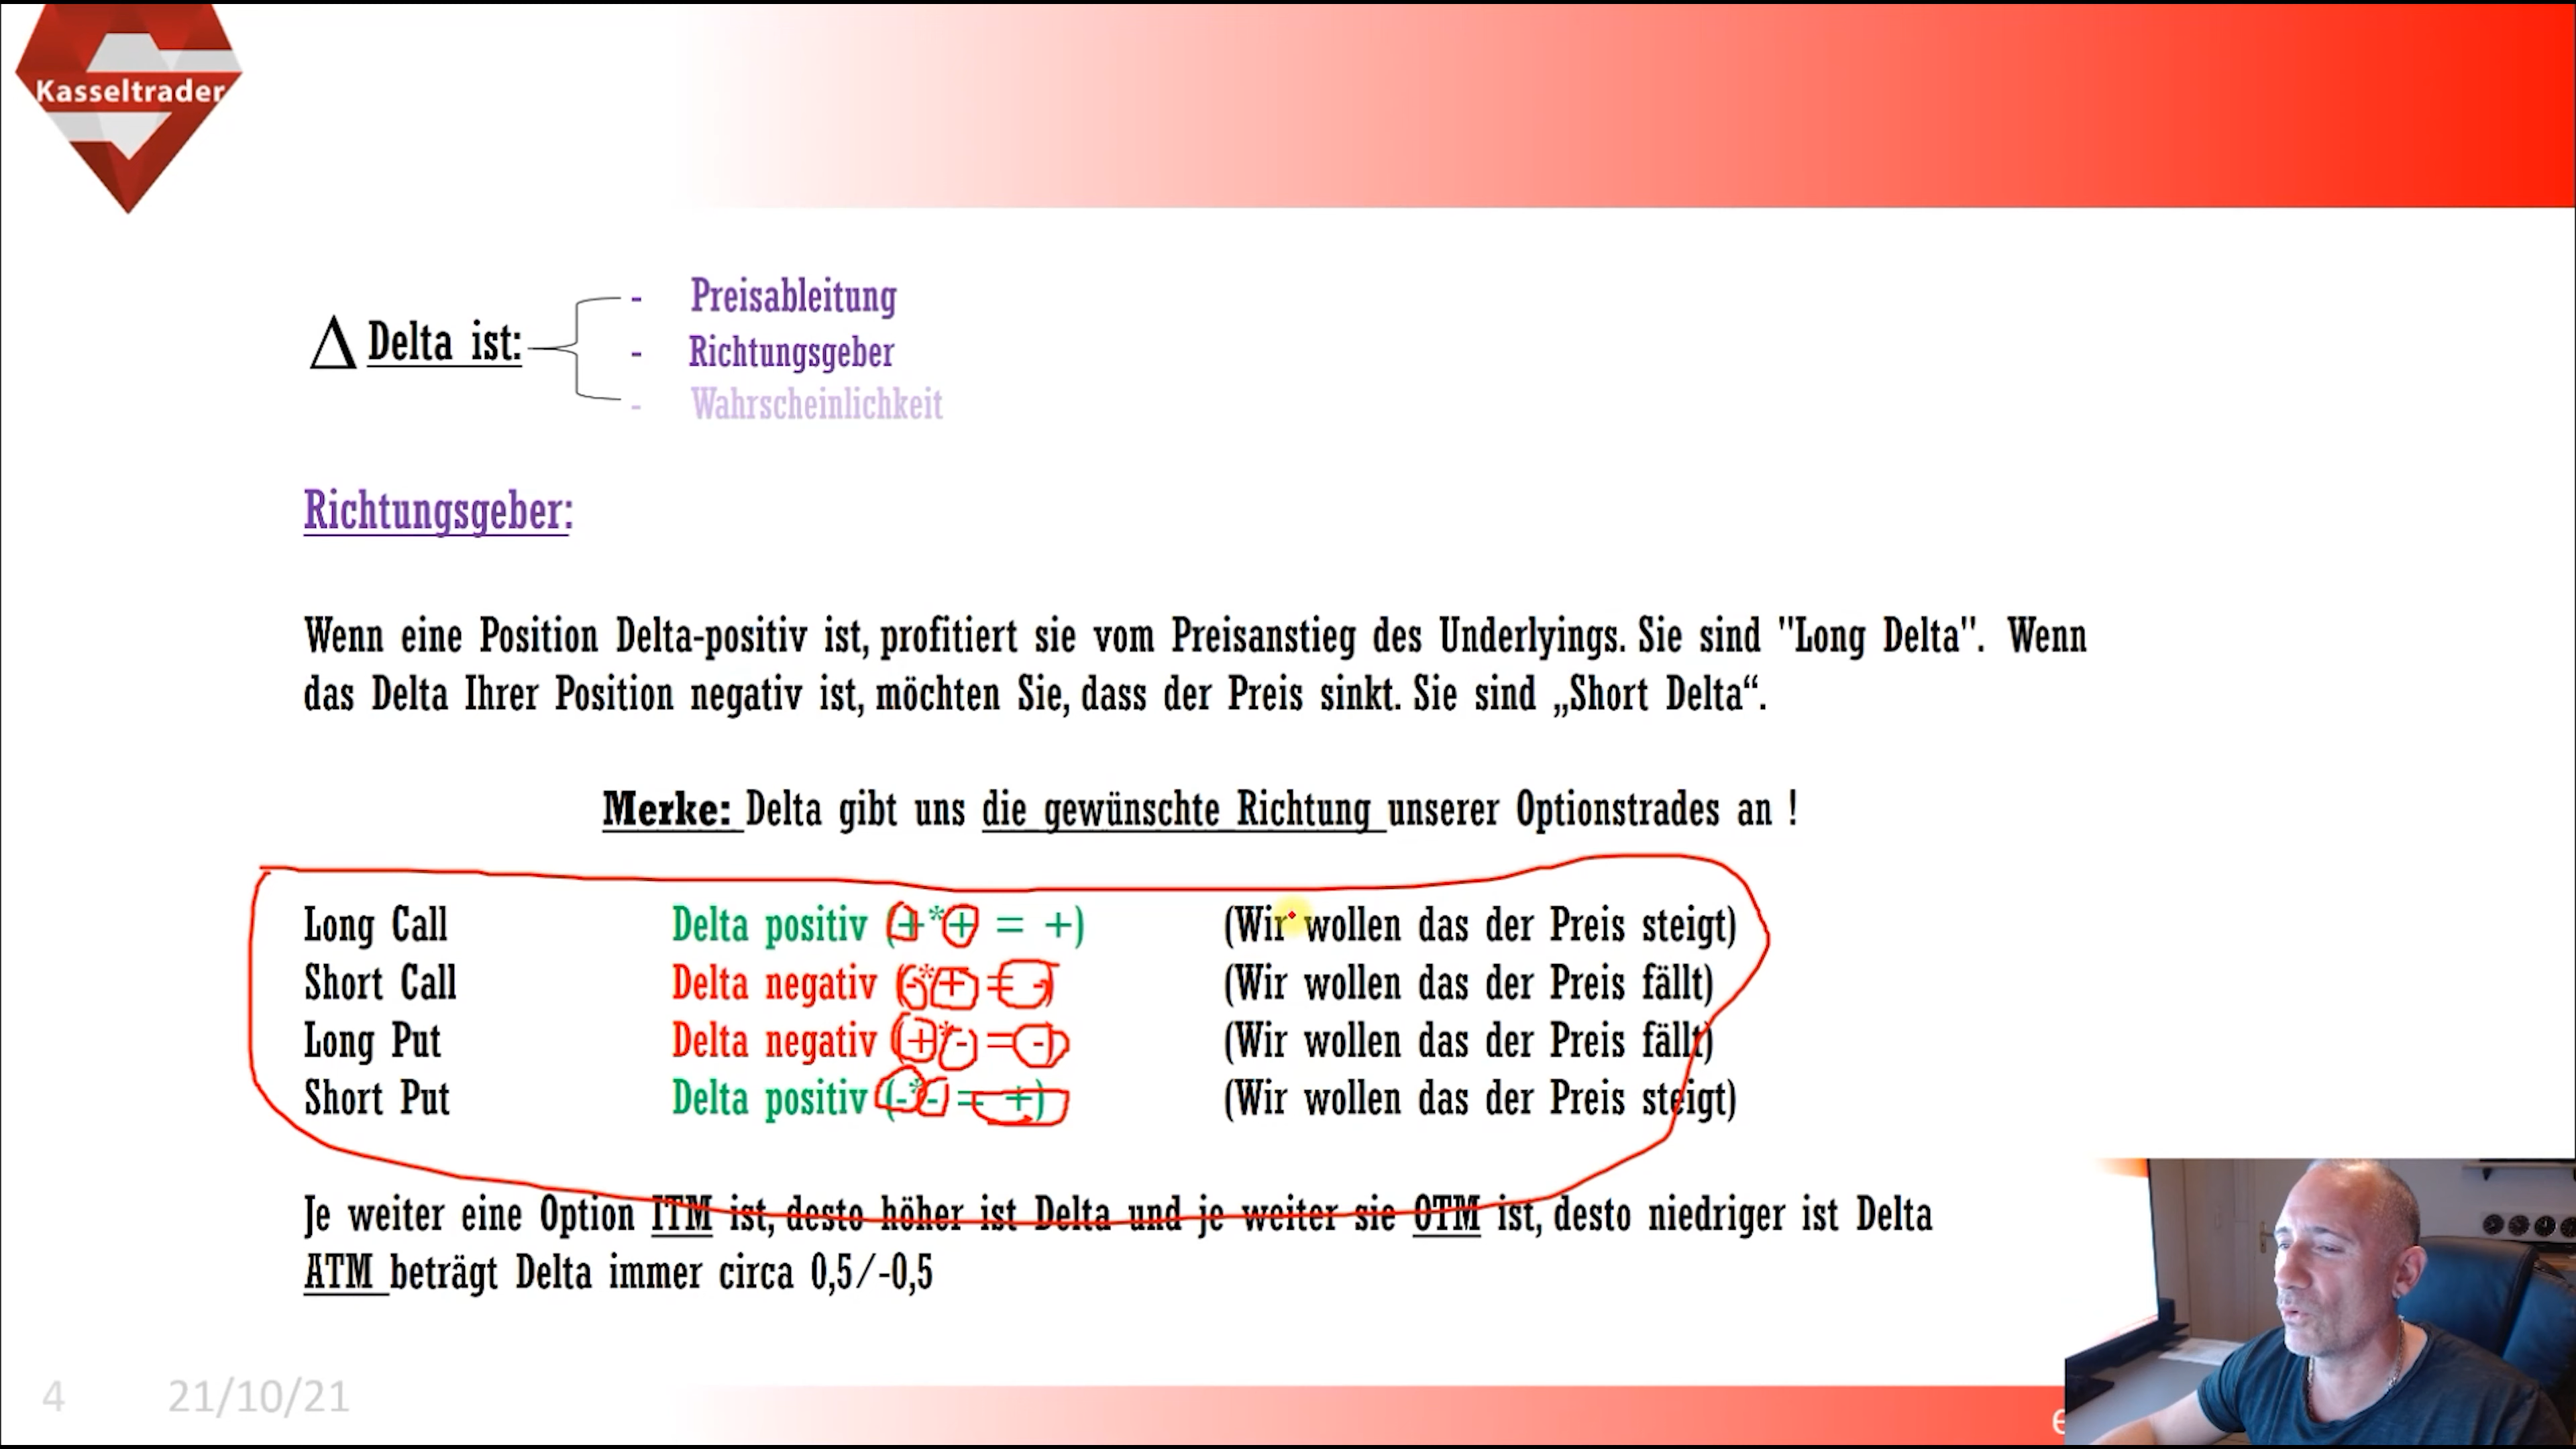 Kasseltrader
Δ Delta ist:
- Preisableitung
- Richtungsgeber
- Wahrscheinlichkeit
Richtungsgeber:
Wenn eine Position Delta-positiv ist, profitiert sie vom Preisanstieg des Underlyings. Sie sind "Long Delta". Wenn
das Delta Ihrer Position negativ ist, möchten Sie, dass der Preis sinkt. Sie sind „Short Delta“.
Merke: Delta gibt uns die gewünschte Richtung unserer Optionstrades an !
Long Call Delta positiv (+*+ = +) (Wir wollen das der Preis steigt)
Short Call Delta negativ (-*+ = -) (Wir wollen das der Preis fällt)
Long Put Delta negativ (+*- = -) (Wir wollen das der Preis fällt)
Short Put Delta positiv (-*- = +) (Wir wollen das der Preis steigt)
Je weiter eine Option ITM ist, desto höher ist Delta und je weiter sie OTM ist, desto niedriger ist Delta
ATM beträgt Delta immer circa 0,5/-0,5
4 21/10/21